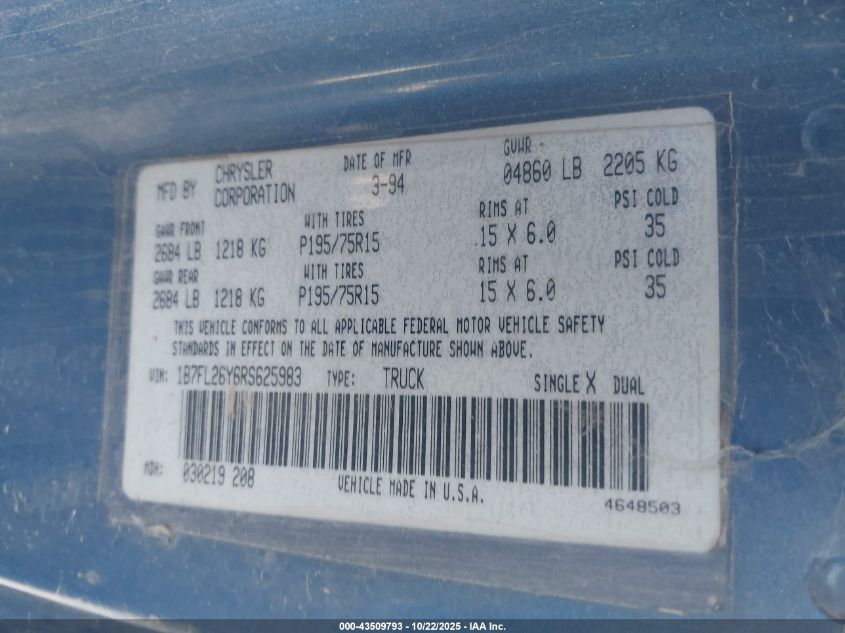 MFD BY CHRYSLER CORPORATION DATE OF MFR 3-94 GVWR 04860 LB 2205 KG
GAWR FRONT WITH TIRES RIMS AT PSI COLD
2684 LB 1218 KG P195/75R15 15 X 6.0 35
GAWR REAR WITH TIRES RIMS AT PSI COLD
2684 LB 1218 KG P195/75R15 15 X 6.0 35
THIS VEHICLE CONFORMS TO ALL APPLICABLE FEDERAL MOTOR VEHICLE SAFETY
STANDARDS IN EFFECT ON THE DATE OF MANUFACTURE SHOWN ABOVE.
VIN: 1B7FL26Y6RS625983 TYPE: TRUCK SINGLE X DUAL
MDH: 030219 208 VEHICLE MADE IN U.S.A. 4648503
000-43509793 - 10/22/2025 - IAA Inc.